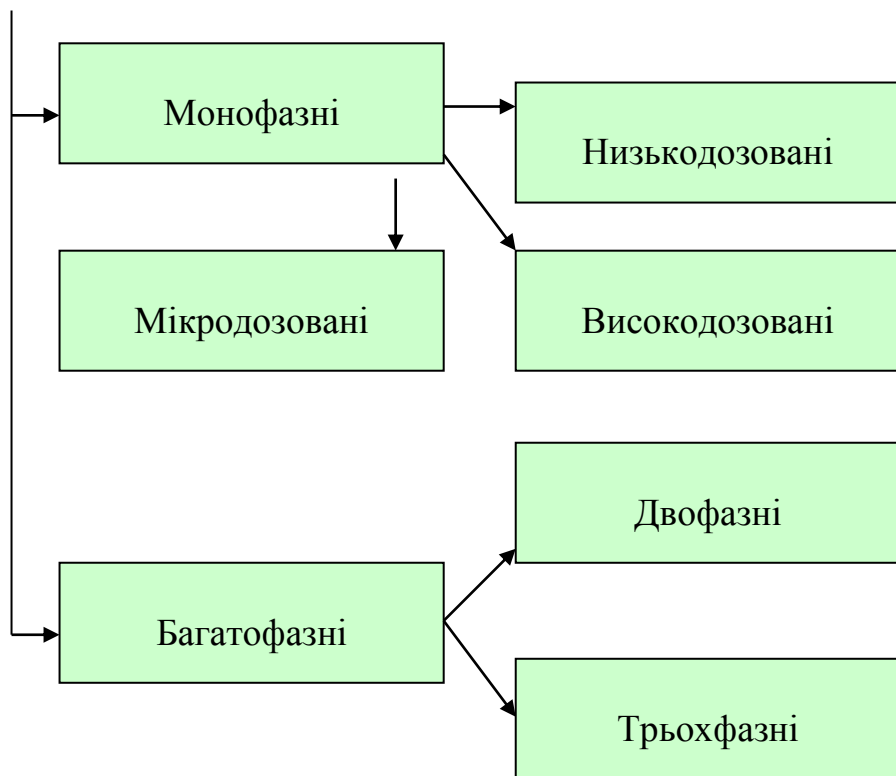 Монофазні
Низькодозовані
Мікродозовані
Високодозовані
Двофазні
Багатофазні
Трьохфазні